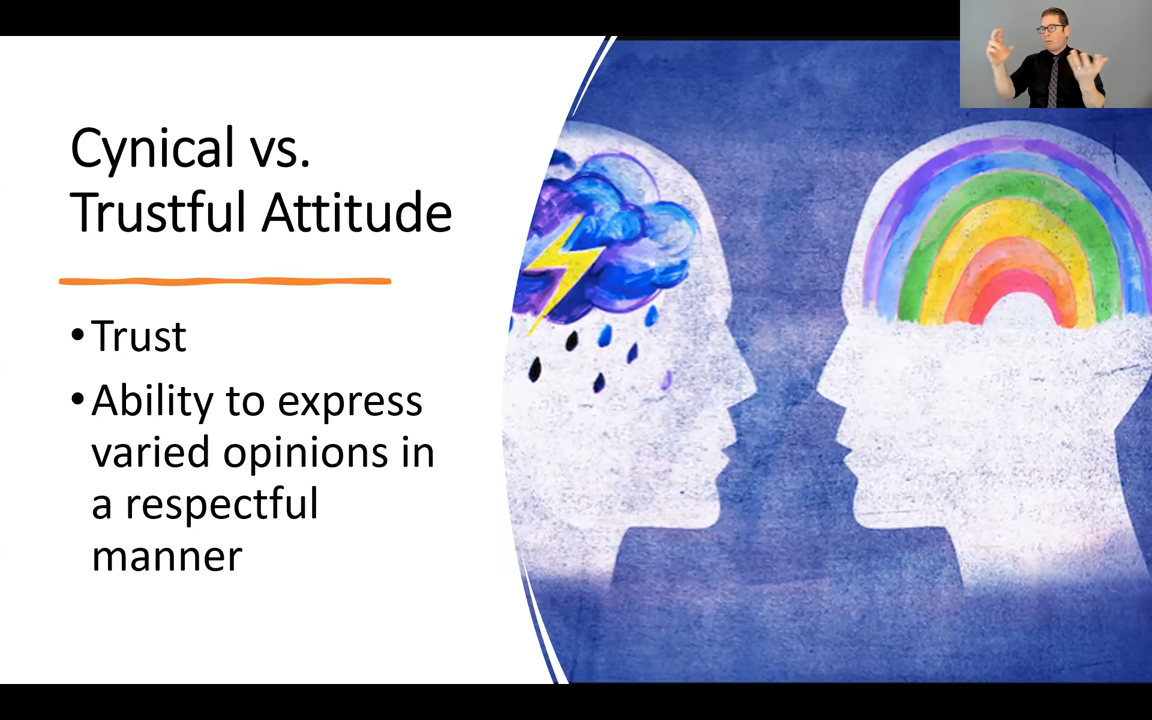 Cynical vs.
Trustful Attitude
•Trust
•Ability to express
varied opinions in
a respectful
manner